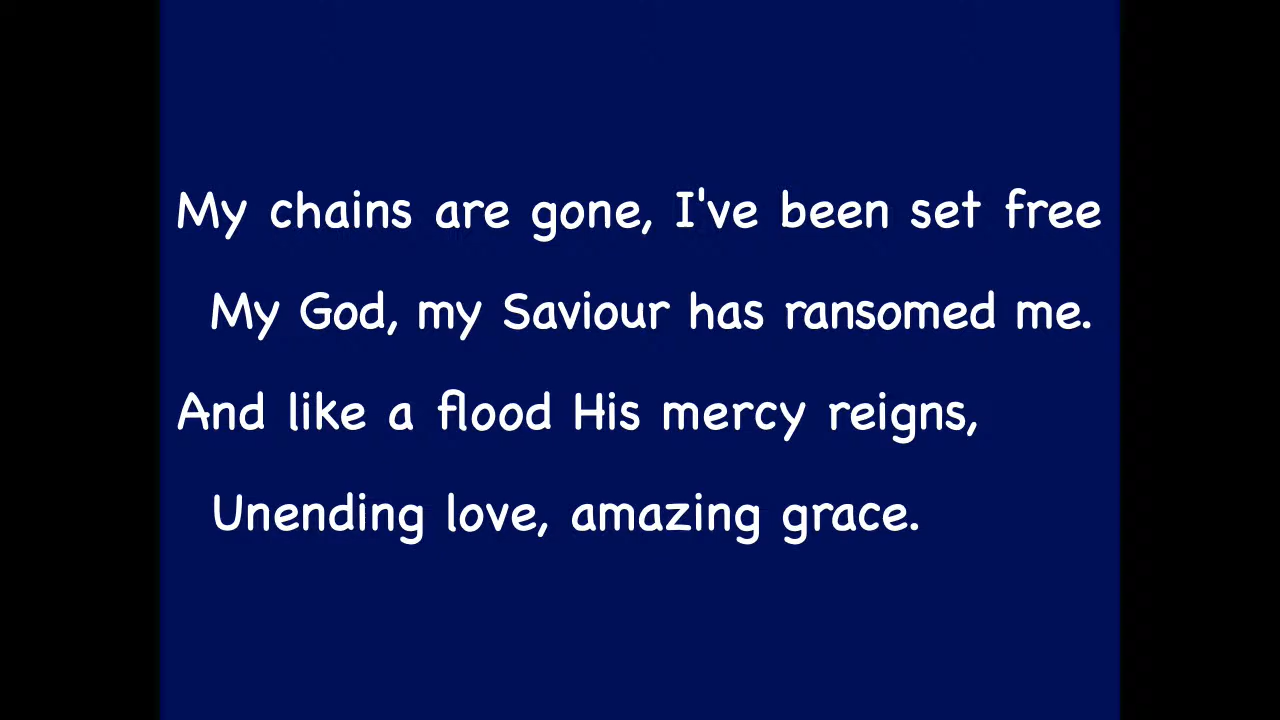 My chains are gone, I've been set free
My God, my Saviour has ransomed me.
And like a flood His mercy reigns,
Unending love, amazing grace.